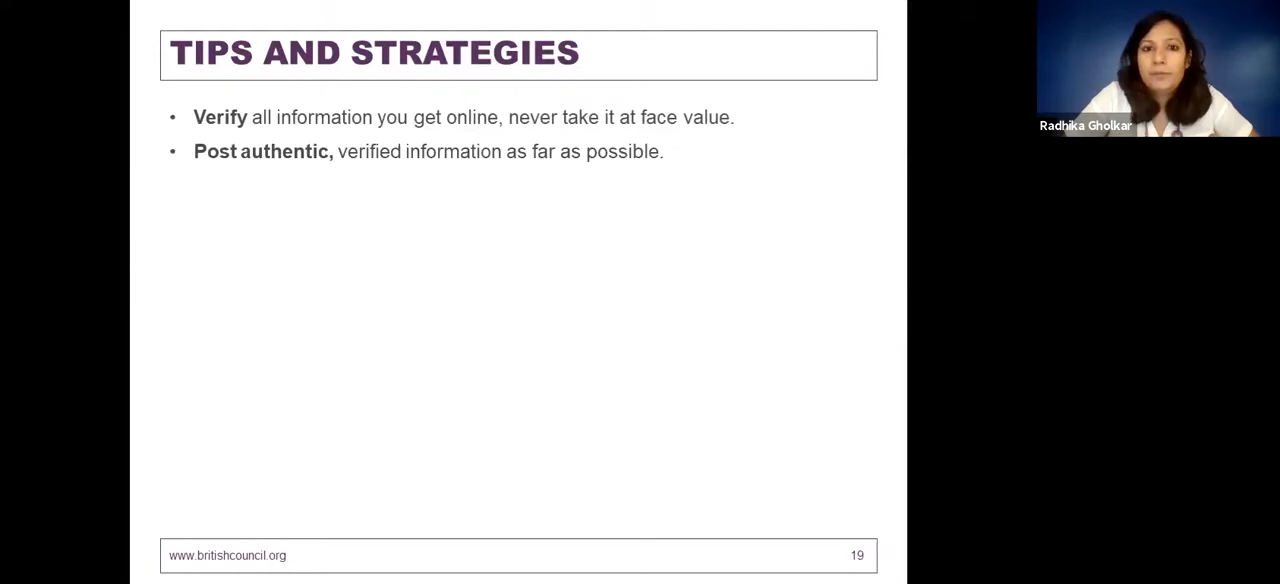 TIPS AND STRATEGIES
• Verify all information you get online, never take it at face value.
• Post authentic, verified information as far as possible.
www.britishcouncil.org
19
Radhika Gholkar